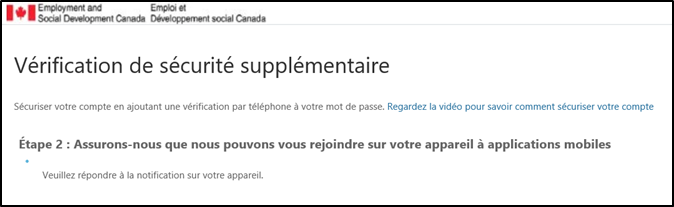 Employment and Emploi et
Social Development Canada Développement social Canada
Vérification de sécurité supplémentaire
Sécuriser votre compte en ajoutant une vérification par téléphone à votre mot de passe. Regardez la vidéo pour savoir comment sécuriser votre compte
Étape 2 : Assurons-nous que nous pouvons vous rejoindre sur votre appareil à applications mobiles
Veuillez répondre à la notification sur votre appareil.